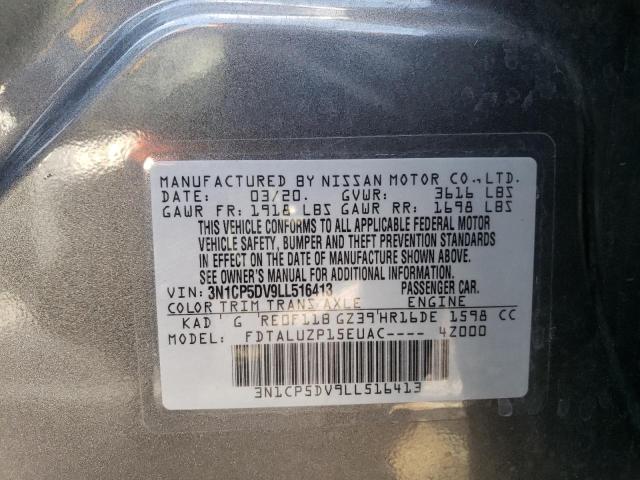 MANUFACTURED BY NISSAN MOTOR CO.,LTD.
DATE: 03/20. GVWR: 3616 LBS
GAWR FR: 1918 LBS GAWR RR: 1698 LBS
THIS VEHICLE CONFORMS TO ALL APPLICABLE FEDERAL MOTOR
VEHICLE SAFETY, BUMPER AND THEFT PREVENTION STANDARDS
IN EFFECT ON THE DATE OF MANUFACTURE SHOWN ABOVE.
SEE OWNER'S MANUAL FOR ADDITIONAL INFORMATION.
VIN: 3N1CP5DV9LL516413 PASSENGER CAR.
COLOR TRIM TRANS/AXLE ENGINE
KAD G RE0F11B GZ39 HR16DE 1598 CC
MODEL: FDTALUZP15EUAC---- 4Z000
3N1CP5DV9LL516413